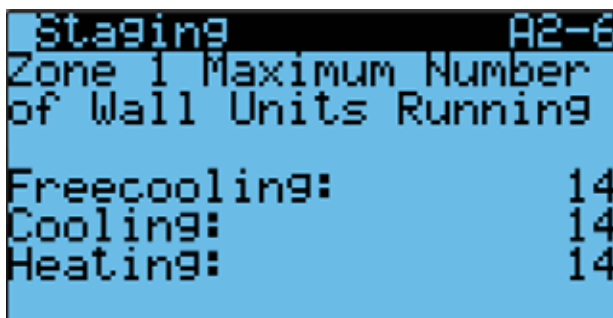 Staging A2-6
Zone 1 Maximum Number
of Wall Units Running
Freecooling: 14
Cooling: 14
Heating: 14